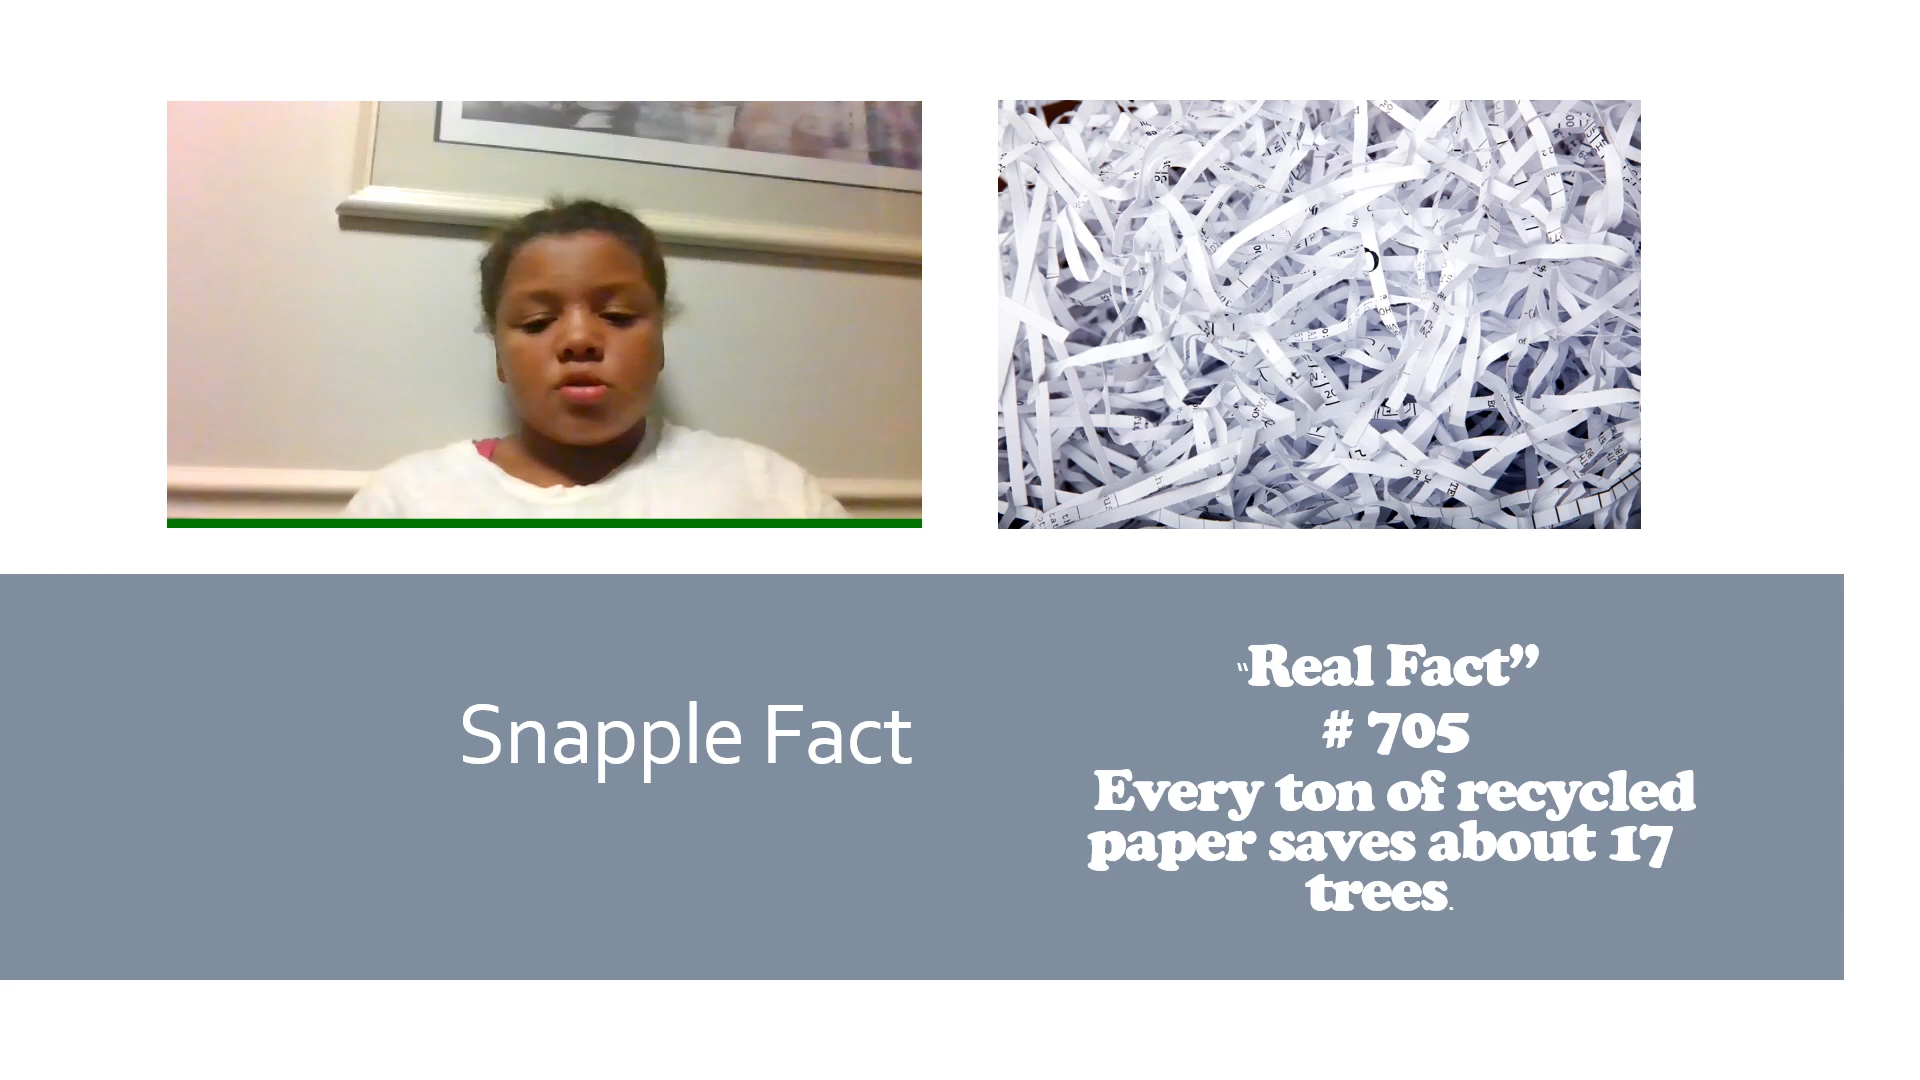 Snapple Fact
“Real Fact”
# 705
Every ton of recycled
paper saves about 17
trees.